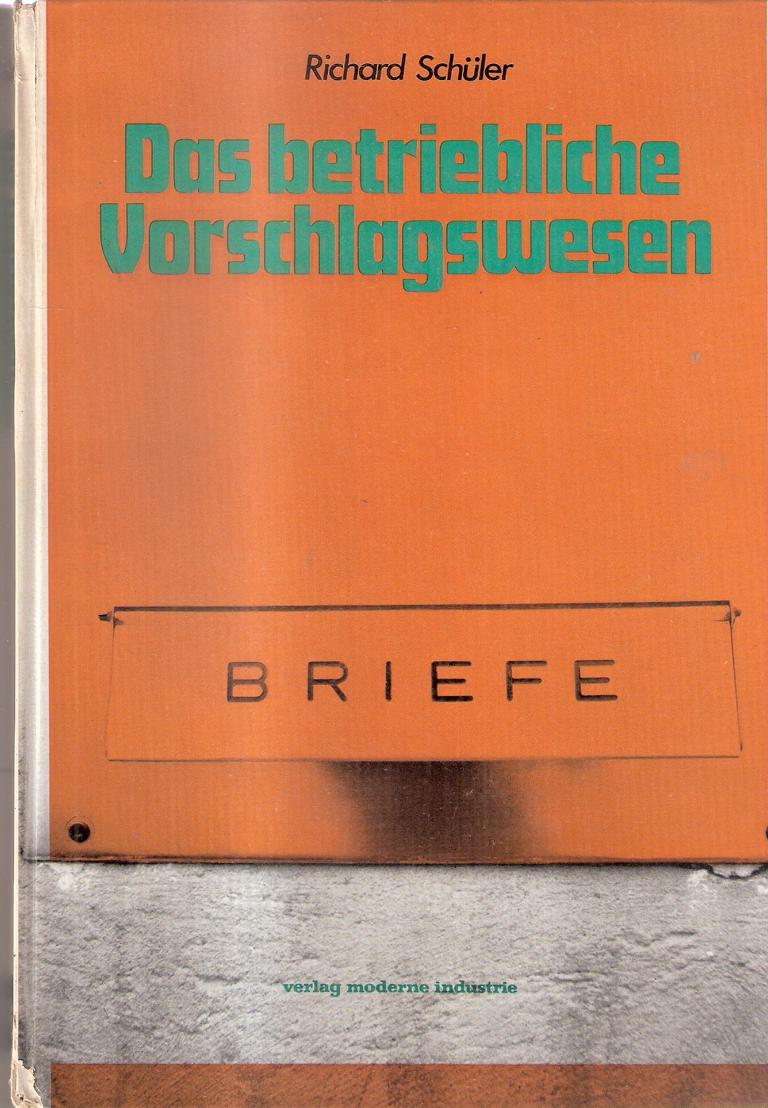 Richard Schüler
Das betriebliche
Vorschlagswesen
BRIEFE
verlag moderne industrie